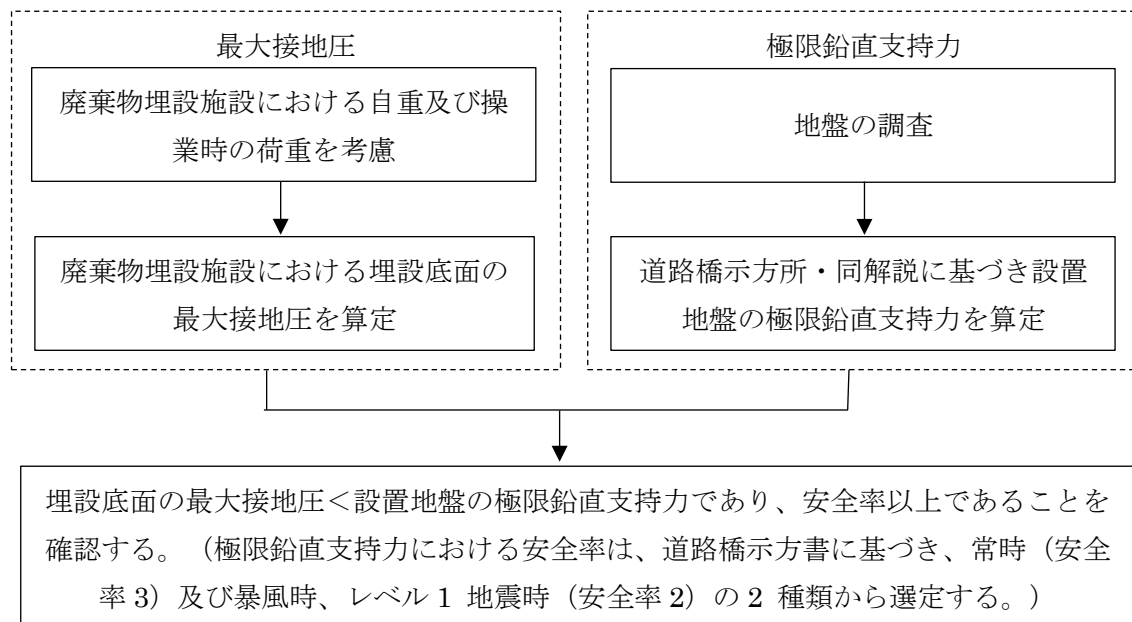 最大接地圧
廃棄物埋設施設における自重及び操
業時の荷重を考慮
廃棄物埋設施設における埋設底面の
最大接地圧を算定
極限鉛直支持力
地盤の調査
道路橋示方所・同解説に基づき設置
地盤の極限鉛直支持力を算定
埋設底面の最大接地圧<設置地盤の極限鉛直支持力であり、安全率以上であることを
確認する。（極限鉛直支持力における安全率は、道路橋示方書に基づき、常時（安全
率 3）及び暴風時、レベル 1 地震時（安全率 2）の 2 種類から選定する。）